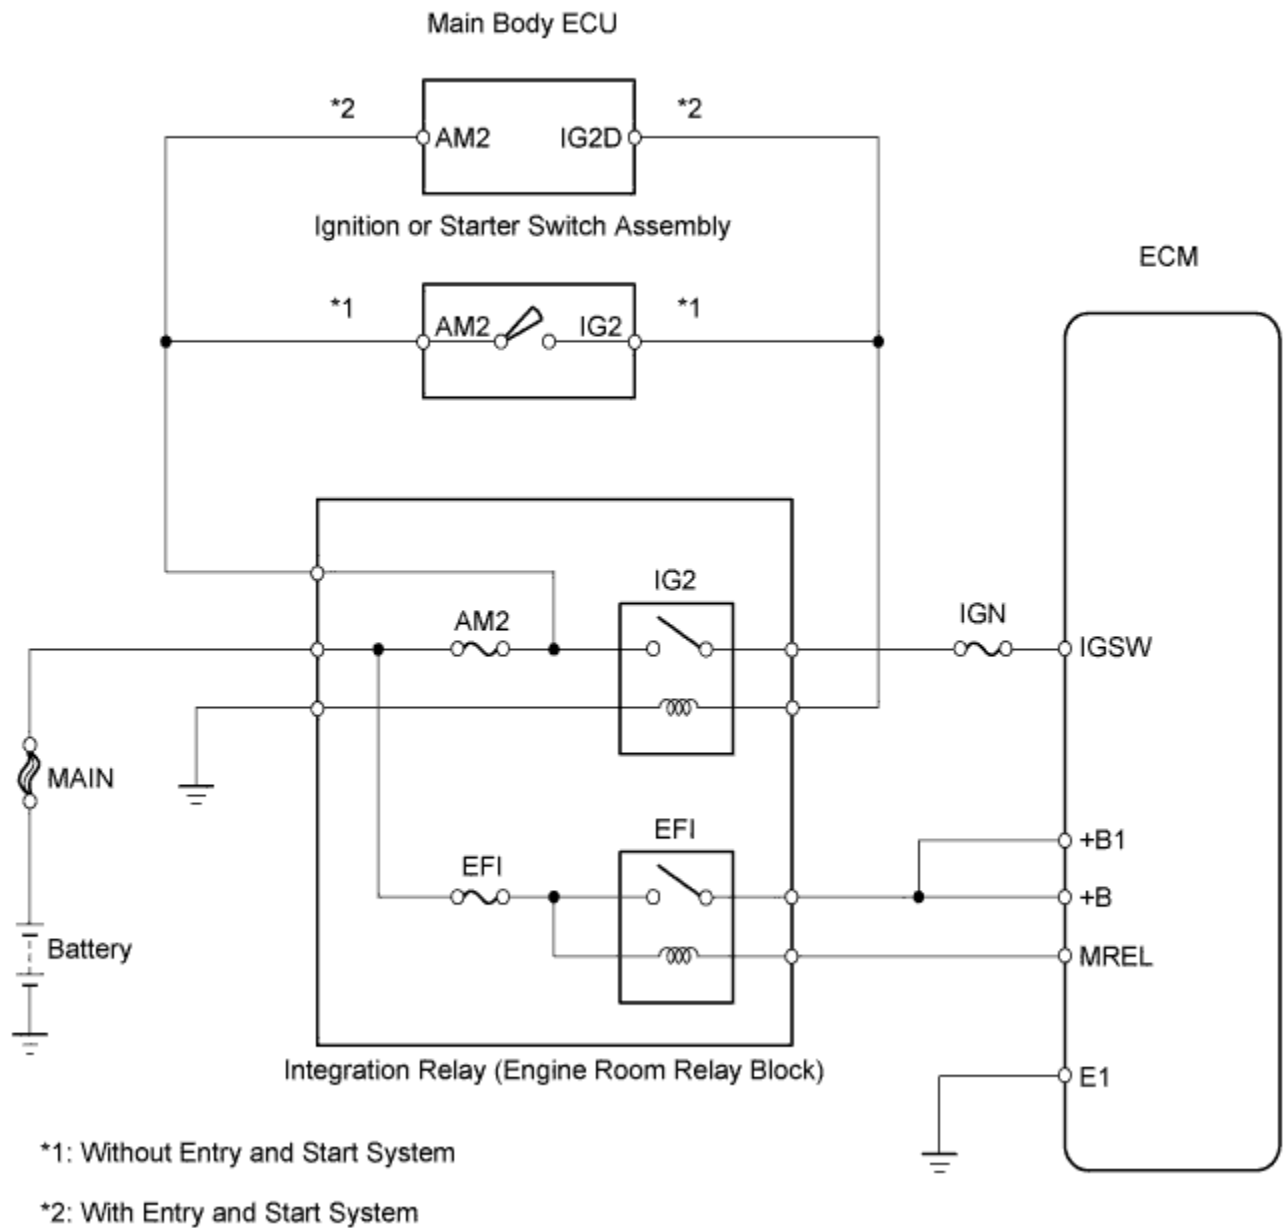 Main Body ECU
*2
*2
AM2
IG2D
Ignition or Starter Switch Assembly
ECM
*1
*1
AM2
IG2
IG2
AM2
IGN
IGSW
MAIN
EFI
EFI
+B1
+B
Battery
MREL
Integration Relay (Engine Room Relay Block)
E1
*1: Without Entry and Start System
*2: With Entry and Start System